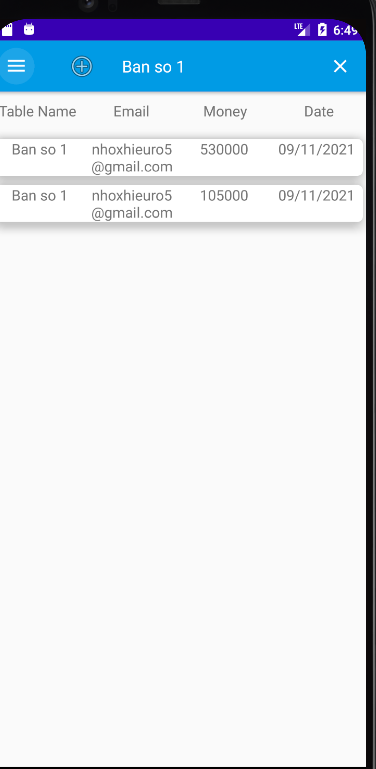 LTE 6:49
Ban so 1
Table Name Email Money Date
Ban so 1 nhoxhieuro5 530000 09/11/2021
@gmail.com
Ban so 1 nhoxhieuro5 105000 09/11/2021
@gmail.com